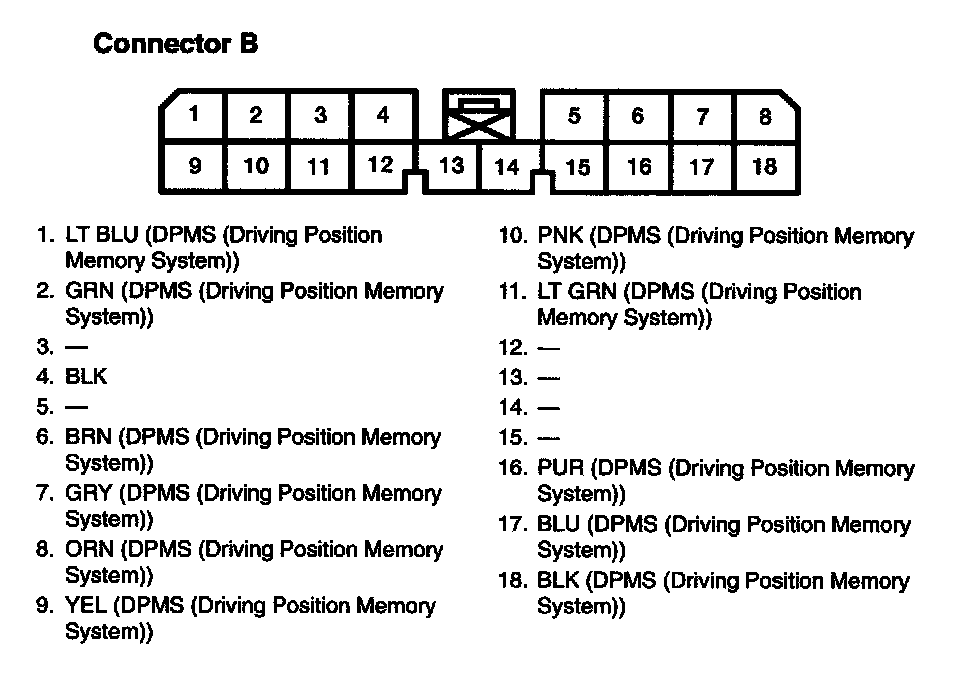 Connector B
1 2 3 4 5 6 7 8
9 10 11 12 13 14 15 16 17 18
1. LT BLU (DPMS (Driving Position
Memory System))
2. GRN (DPMS (Driving Position Memory
System))
3. —
4. BLK
5. —
6. BRN (DPMS (Driving Position Memory
System))
7. GRY (DPMS (Driving Position Memory
System))
8. ORN (DPMS (Driving Position Memory
System))
9. YEL (DPMS (Driving Position Memory
System))
10. PNK (DPMS (Driving Position Memory
System))
11. LT GRN (DPMS (Driving Position
Memory System))
12. —
13. —
14. —
15. —
16. PUR (DPMS (Driving Position Memory
System))
17. BLU (DPMS (Driving Position Memory
System))
18. BLK (DPMS (Driving Position Memory
System))